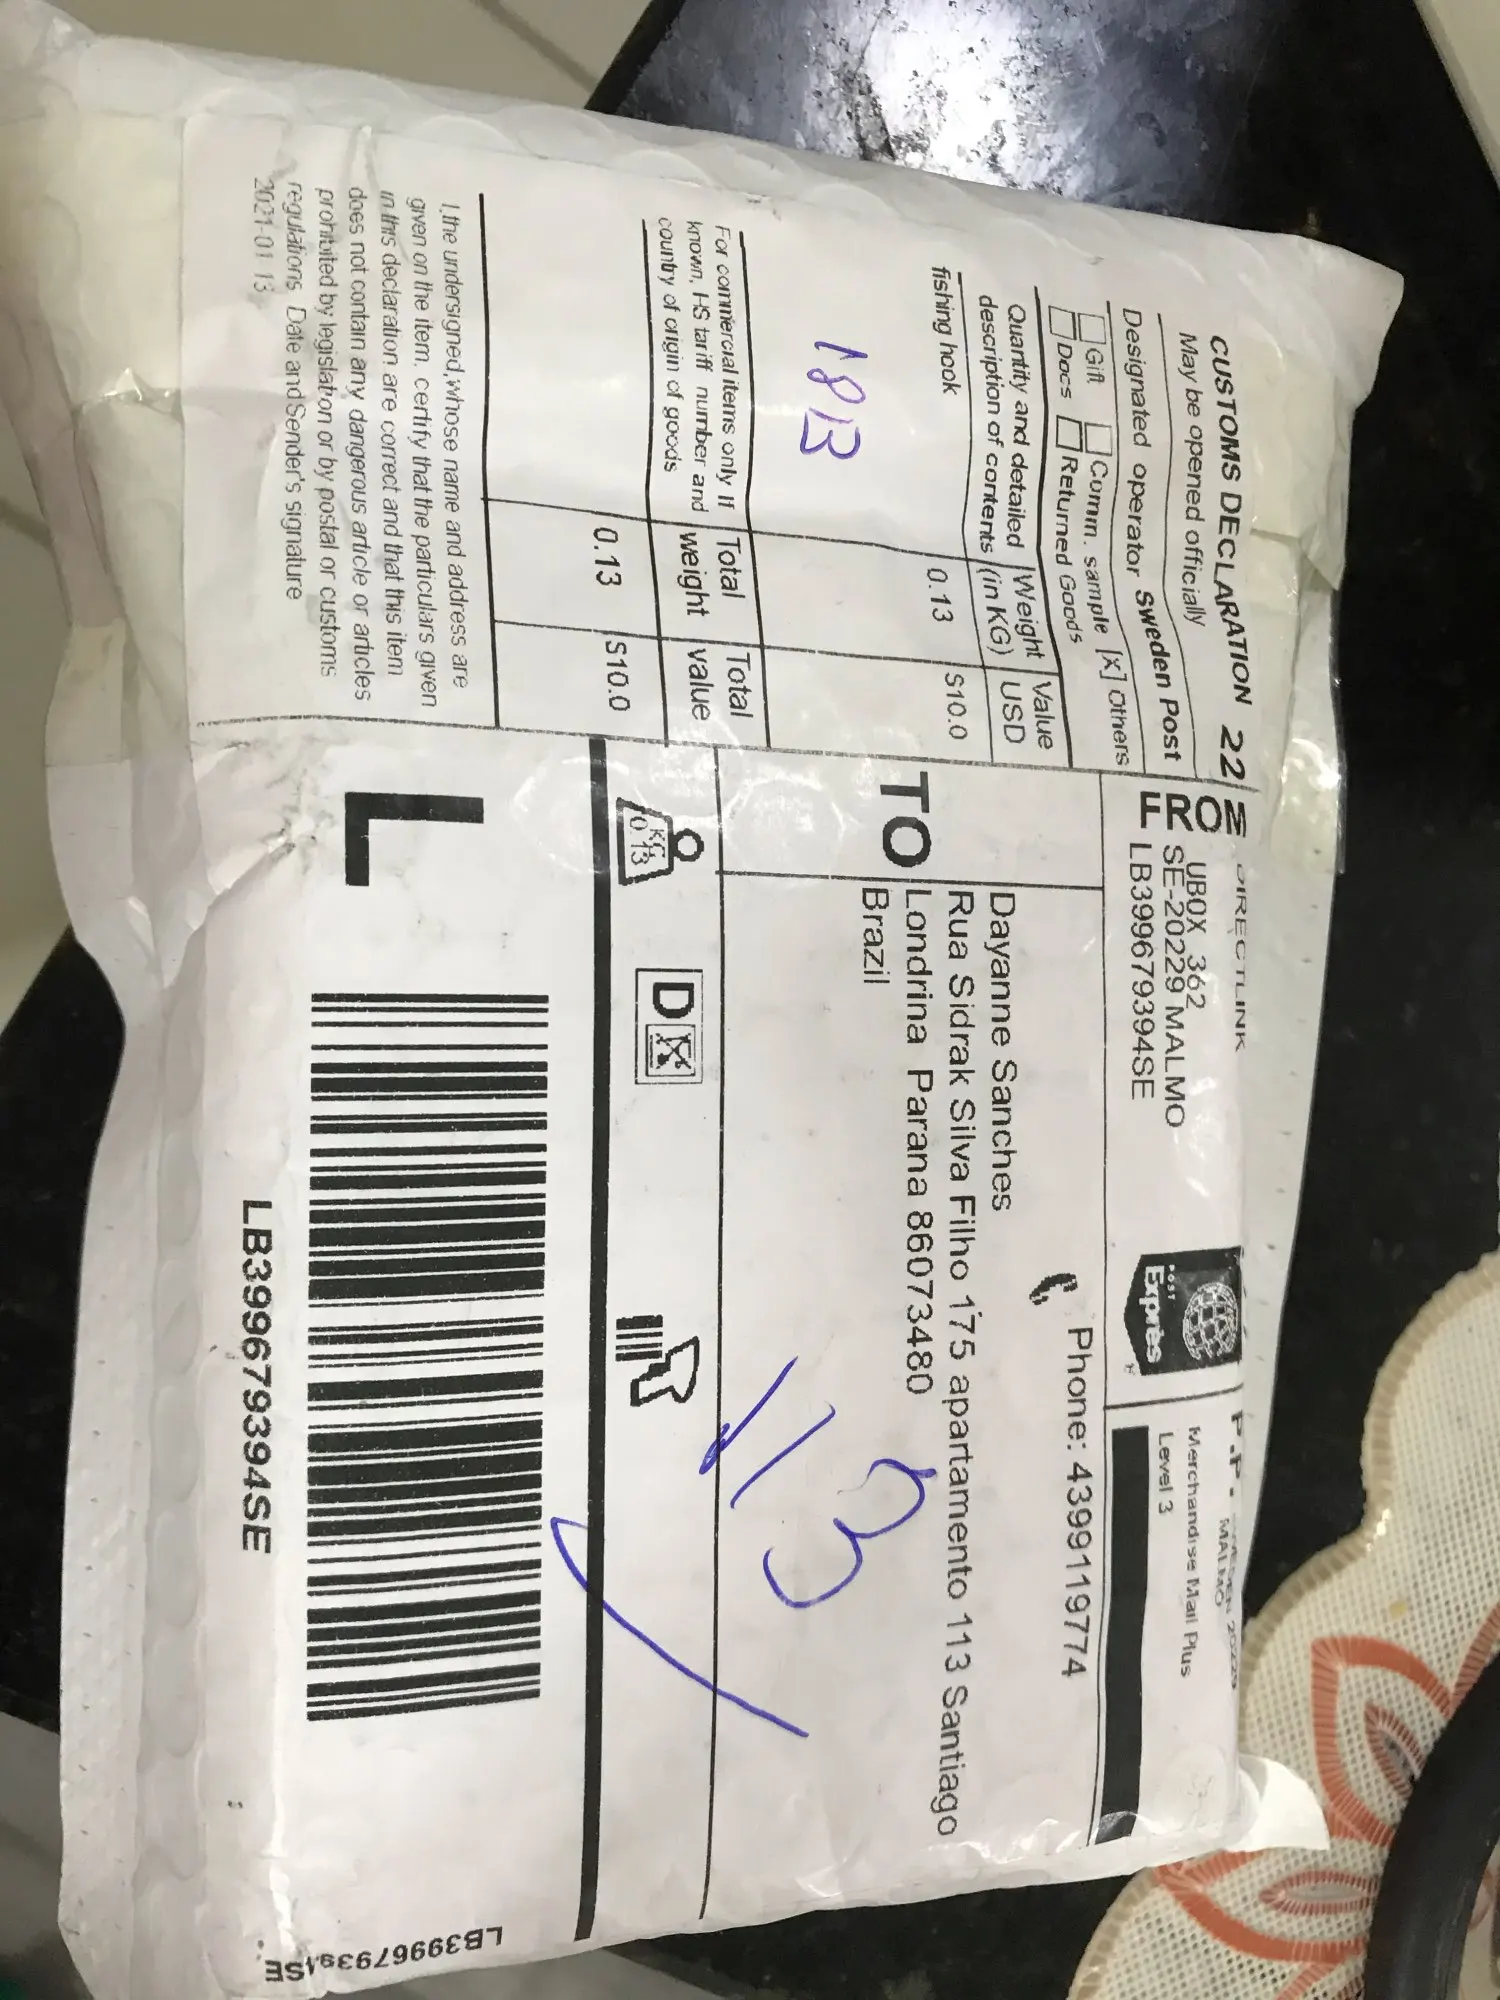 CUSTOMS DECLARATION 22
May be opened officially
Designated operator Sweden Post
Gift Comm. sample [X] Others
Docs Returned Goods
Quantity and detailed description of contents
Weight (in KG)
Value USD
fishing hook 0.13 $10.0
181B
For commercial items only If known, HS tariff number and country of origin of goods
Total weight
Total value
0.13 $10.0
I, the undersigned,whose name and address are
given on the item. certify that the particulars given
in this declaration are correct and that this item
does not contain any dangerous article or articles
prohibited by legislation or by postal or customs
regulations Date and Sender's signature
2021-01 13
FROM
DIRECTLINK
UBOX 362
SE-20229 MALMO
LB399679394SE
POST
Exprès
P.P.
MALMO
Merchandise Mail Plus
Level 3
Phone: 43991119774
TO
Dayanne Sanches
Rua Sidrak Silva Filho 175 apartamento 113 Santiago
Londrina Parana 86073480
Brazil
113
KG
0.13
D
L
LB399679394SE
LB399679394SE